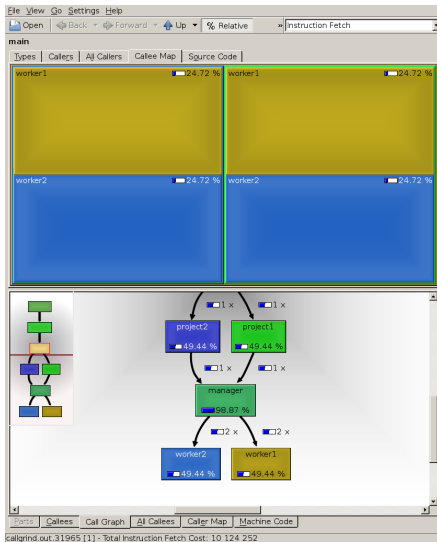 File View Go Settings Help
Open Back Forward Up % Relative » Instruction Fetch
main
Types Callers All Callers Callee Map Source Code
worker1 24.72 % worker1 24.72 %
worker2 24.72 % worker2 24.72 %
1 × 1 ×
project2 project1
49.44 % 49.44 %
1 × 1 ×
manager
98.87 %
2 × 2 ×
worker2 worker1
49.44 % 49.44 %
Parts Callees Call Graph All Callees Caller Map Machine Code
callgrind.out.31965 [1] - Total Instruction Fetch Cost: 10 124 252